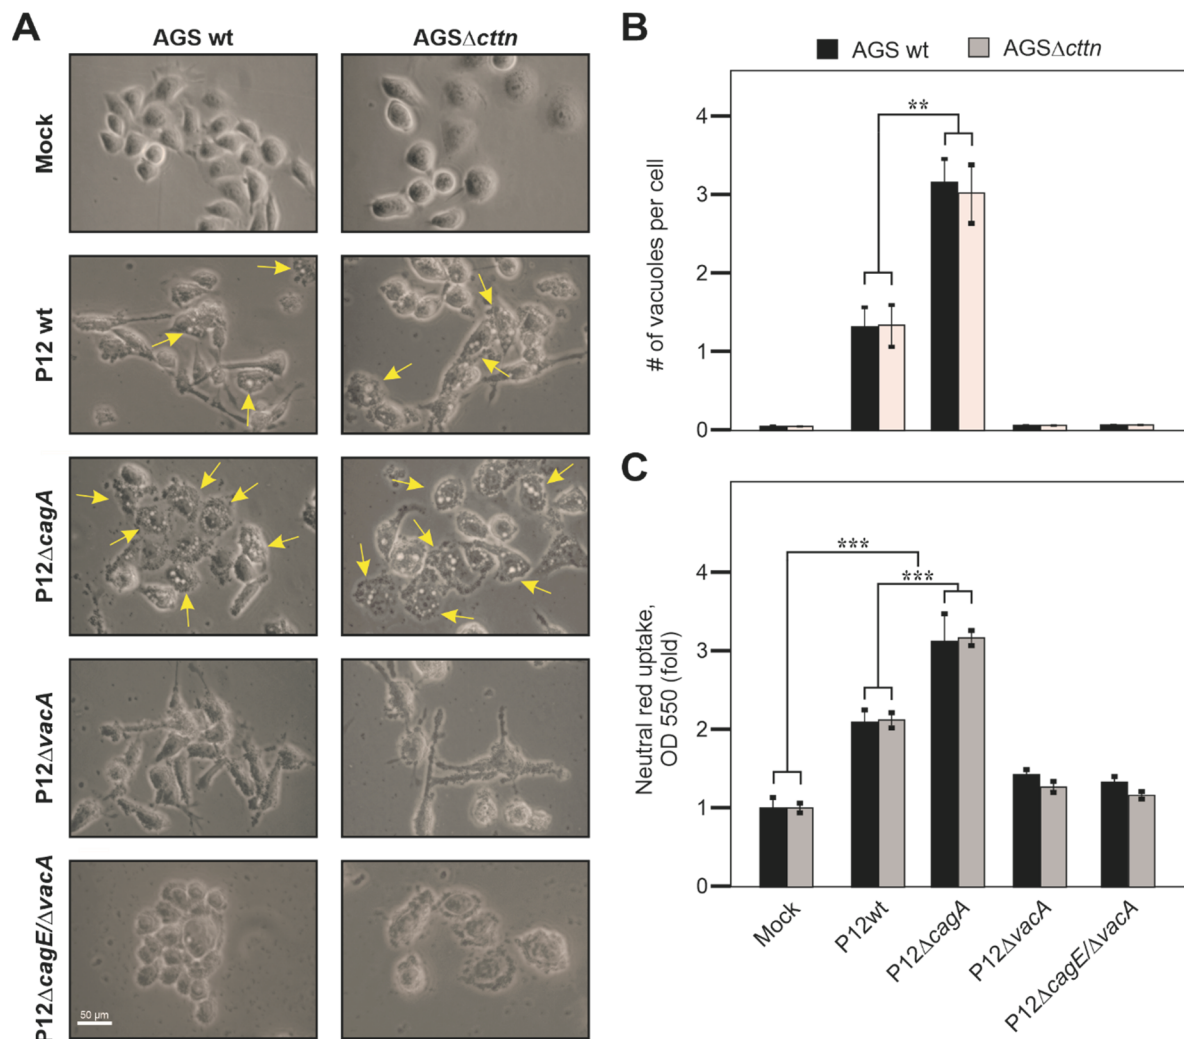 A
AGS wt
AGSΔcttn
Mock
P12 wt
P12ΔcagA
P12ΔvacA
P12ΔcagE/ΔvacA
50 µm
B
AGS wt
AGSΔcttn
# of vacuoles per cell
4
3
2
1
0
**
C
Neutral red uptake,
OD 550 (fold)
4
3
2
1
0
***
***
Mock
P12wt
P12ΔcagA
P12ΔvacA
P12ΔcagE/ΔvacA